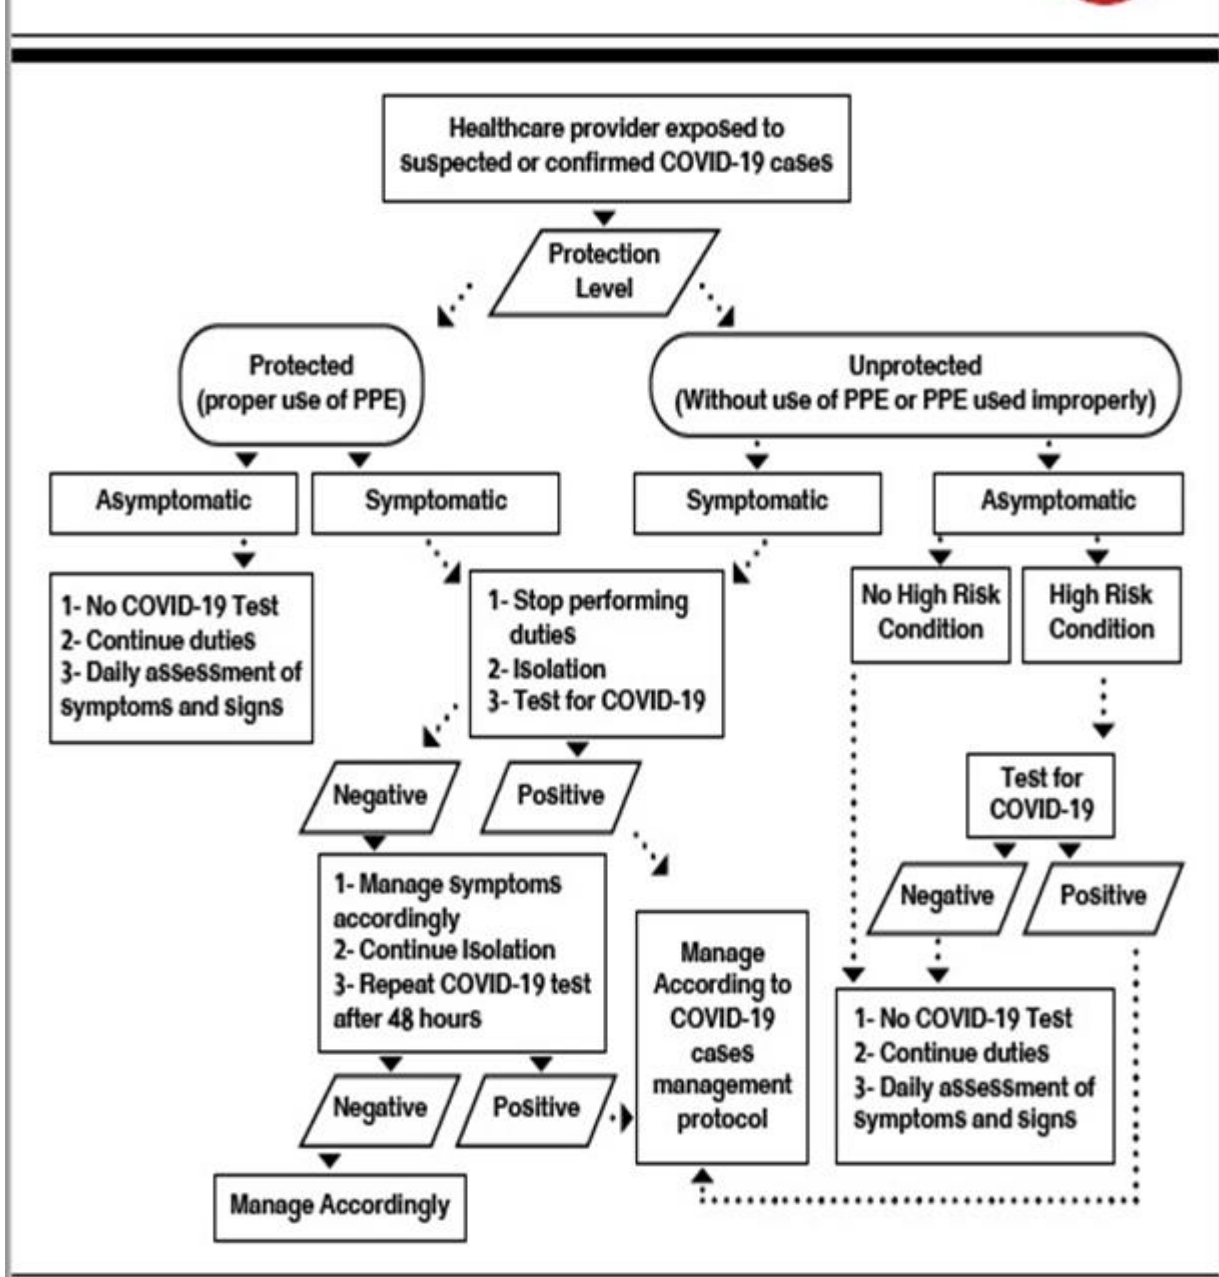 Healthcare provider exposed to
suspected or confirmed COVID-19 cases
Protection
Level
Protected
(proper use of PPE)
Unprotected
(Without use of PPE or PPE used improperly)
Asymptomatic
Symptomatic
Symptomatic
Asymptomatic
1- No COVID-19 Test
2- Continue duties
3- Daily assessment of
symptoms and signs
1- Stop performing
duties
2- Isolation
3- Test for COVID-19
No High Risk
Condition
High Risk
Condition
Negative
Positive
Test for
COVID-19
Negative
Positive
1- Manage symptoms
accordingly
2- Continue Isolation
3- Repeat COVID-19 test
after 48 hours
Manage
According to
COVID-19
cases
management
protocol
1- No COVID-19 Test
2- Continue duties
3- Daily assessment of
symptoms and signs
Negative
Positive
Manage Accordingly